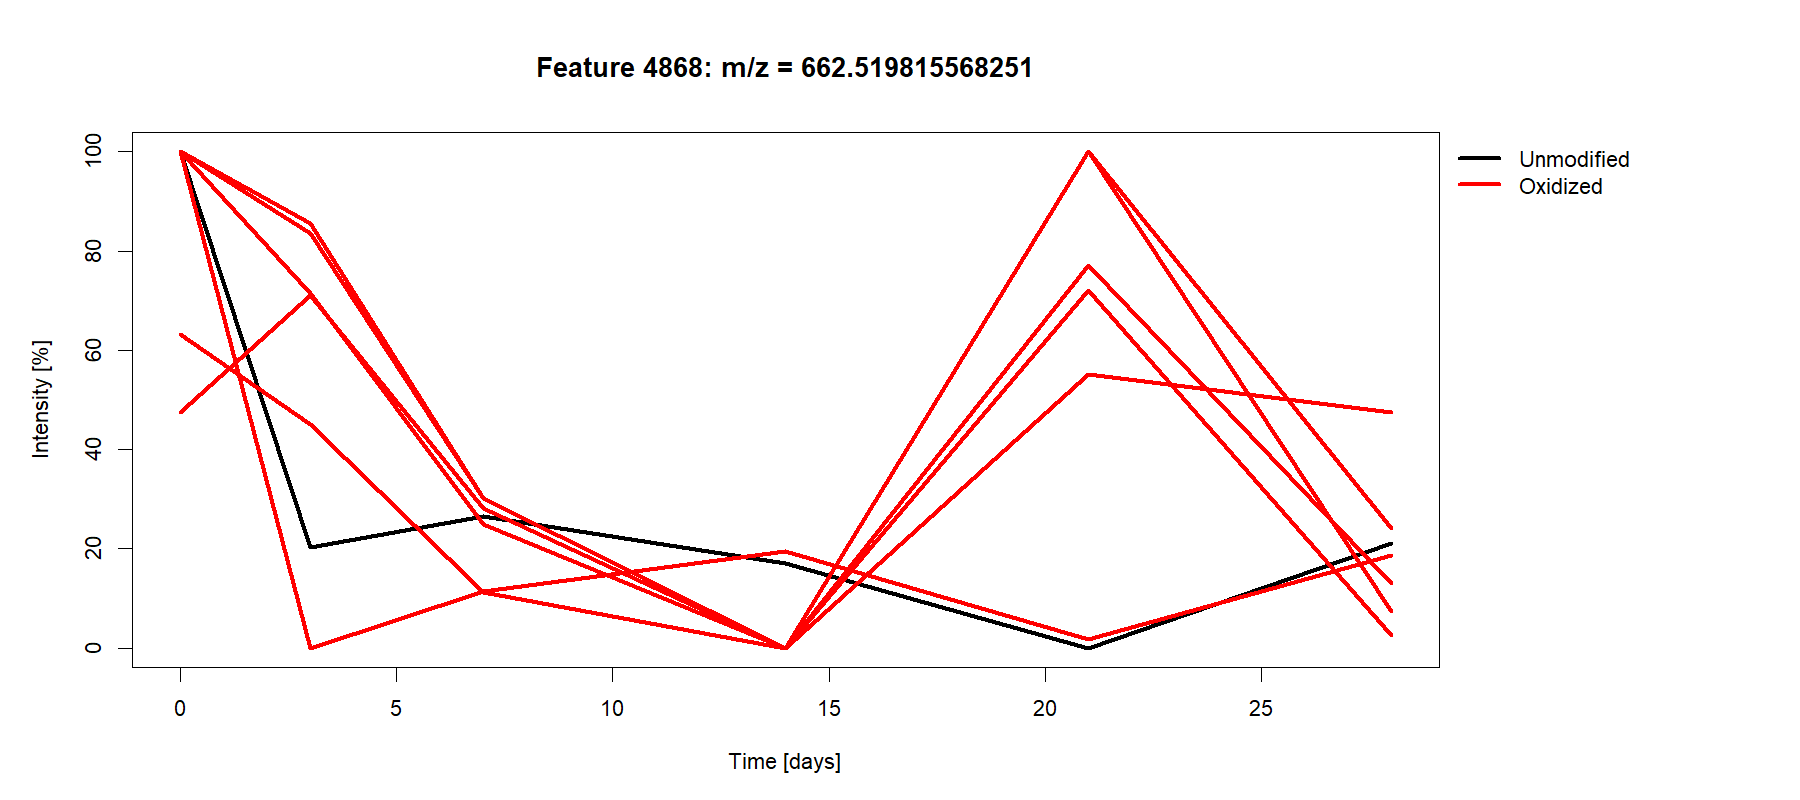 Feature 4868: m/z = 662.519815568251
Unmodified
Oxidized
Intensity [%]
100
80
60
40
20
0
0 5 10 15 20 25
Time [days]